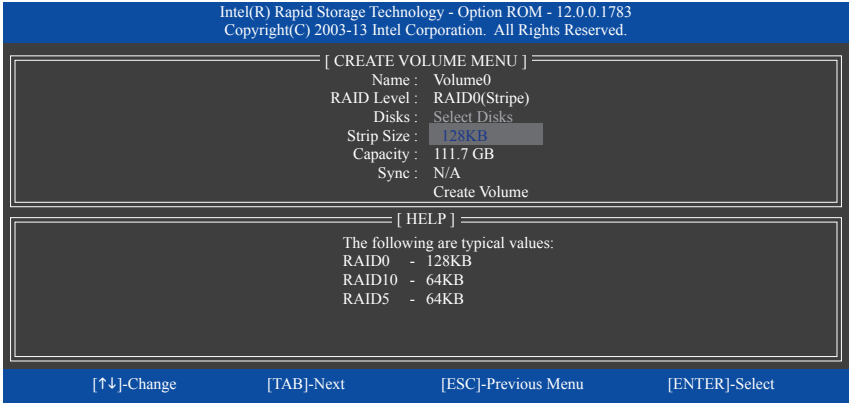 Intel(R) Rapid Storage Technology - Option ROM - 12.0.0.1783
Copyright(C) 2003-13 Intel Corporation. All Rights Reserved.
[ CREATE VOLUME MENU ]
Name : Volume0
RAID Level : RAID0(Stripe)
Disks : Select Disks
Strip Size : 128KB
Capacity : 111.7 GB
Sync : N/A
Create Volume
[ HELP ]
The following are typical values:
RAID0 - 128KB
RAID10 - 64KB
RAID5 - 64KB
[↑↓]-Change [TAB]-Next [ESC]-Previous Menu [ENTER]-Select